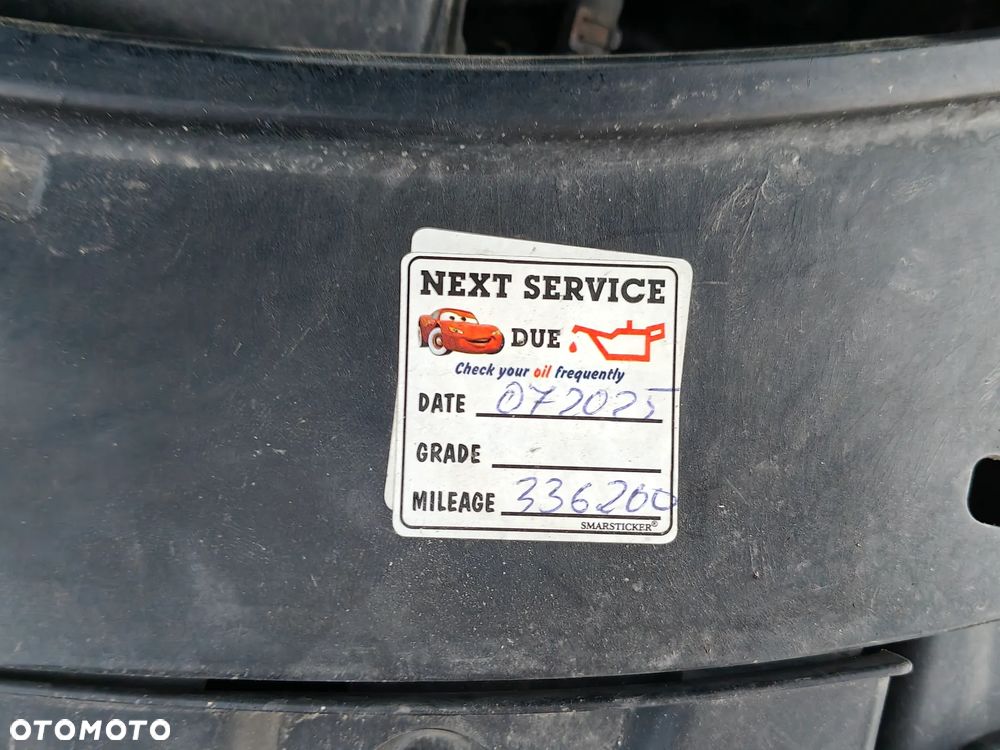 NEXT SERVICE
DUE
Check your oil frequently
DATE 07 2025
GRADE
MILEAGE 336200
SMARSTICKER®
OTOMOTO